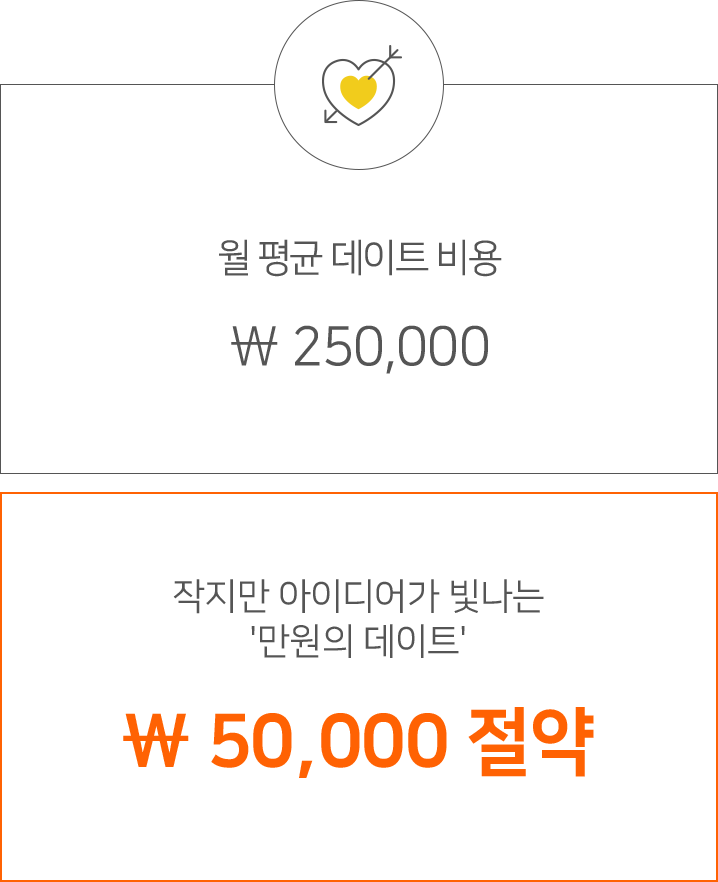 월 평균 데이트 비용
₩ 250,000
작지만 아이디어가 빛나는
'만원의 데이트'
₩ 50,000 절약